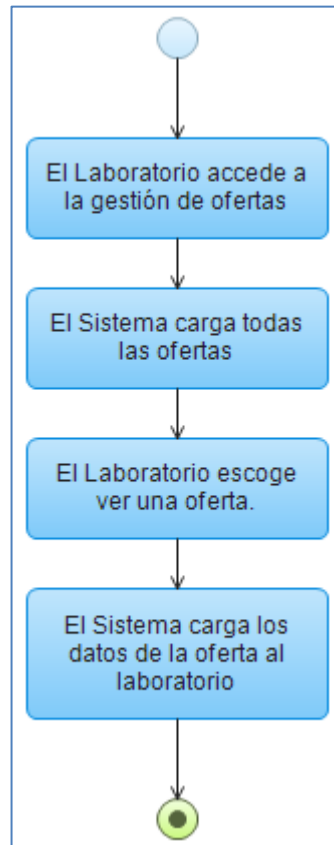 El Laboratorio accede a
la gestión de ofertas
El Sistema carga todas
las ofertas
El Laboratorio escoge
ver una oferta.
El Sistema carga los
datos de la oferta al
laboratorio